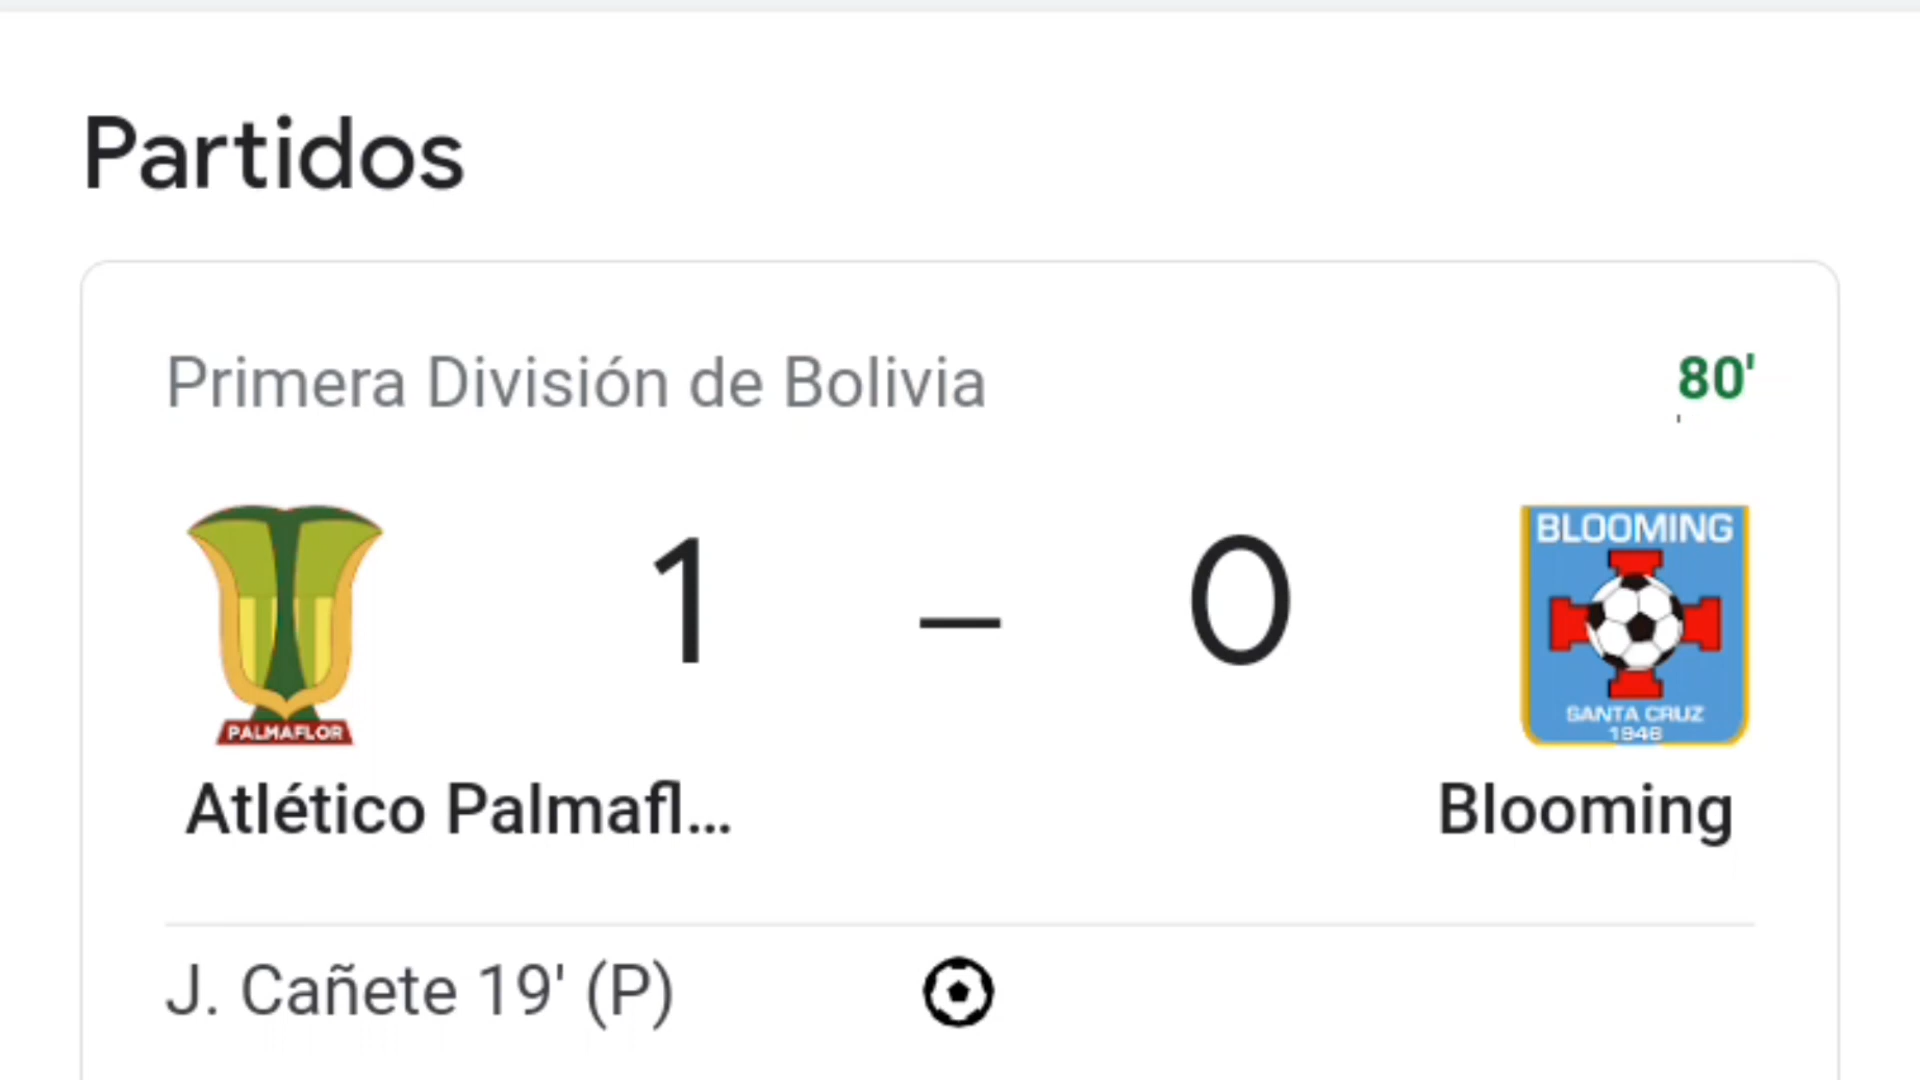 Partidos
Primera División de Bolivia
80'
1 – 0
BLOOMING
SANTA CRUZ
1946
PALMAFLOR
Atlético Palmafl...
Blooming
J. Cañete 19' (P)